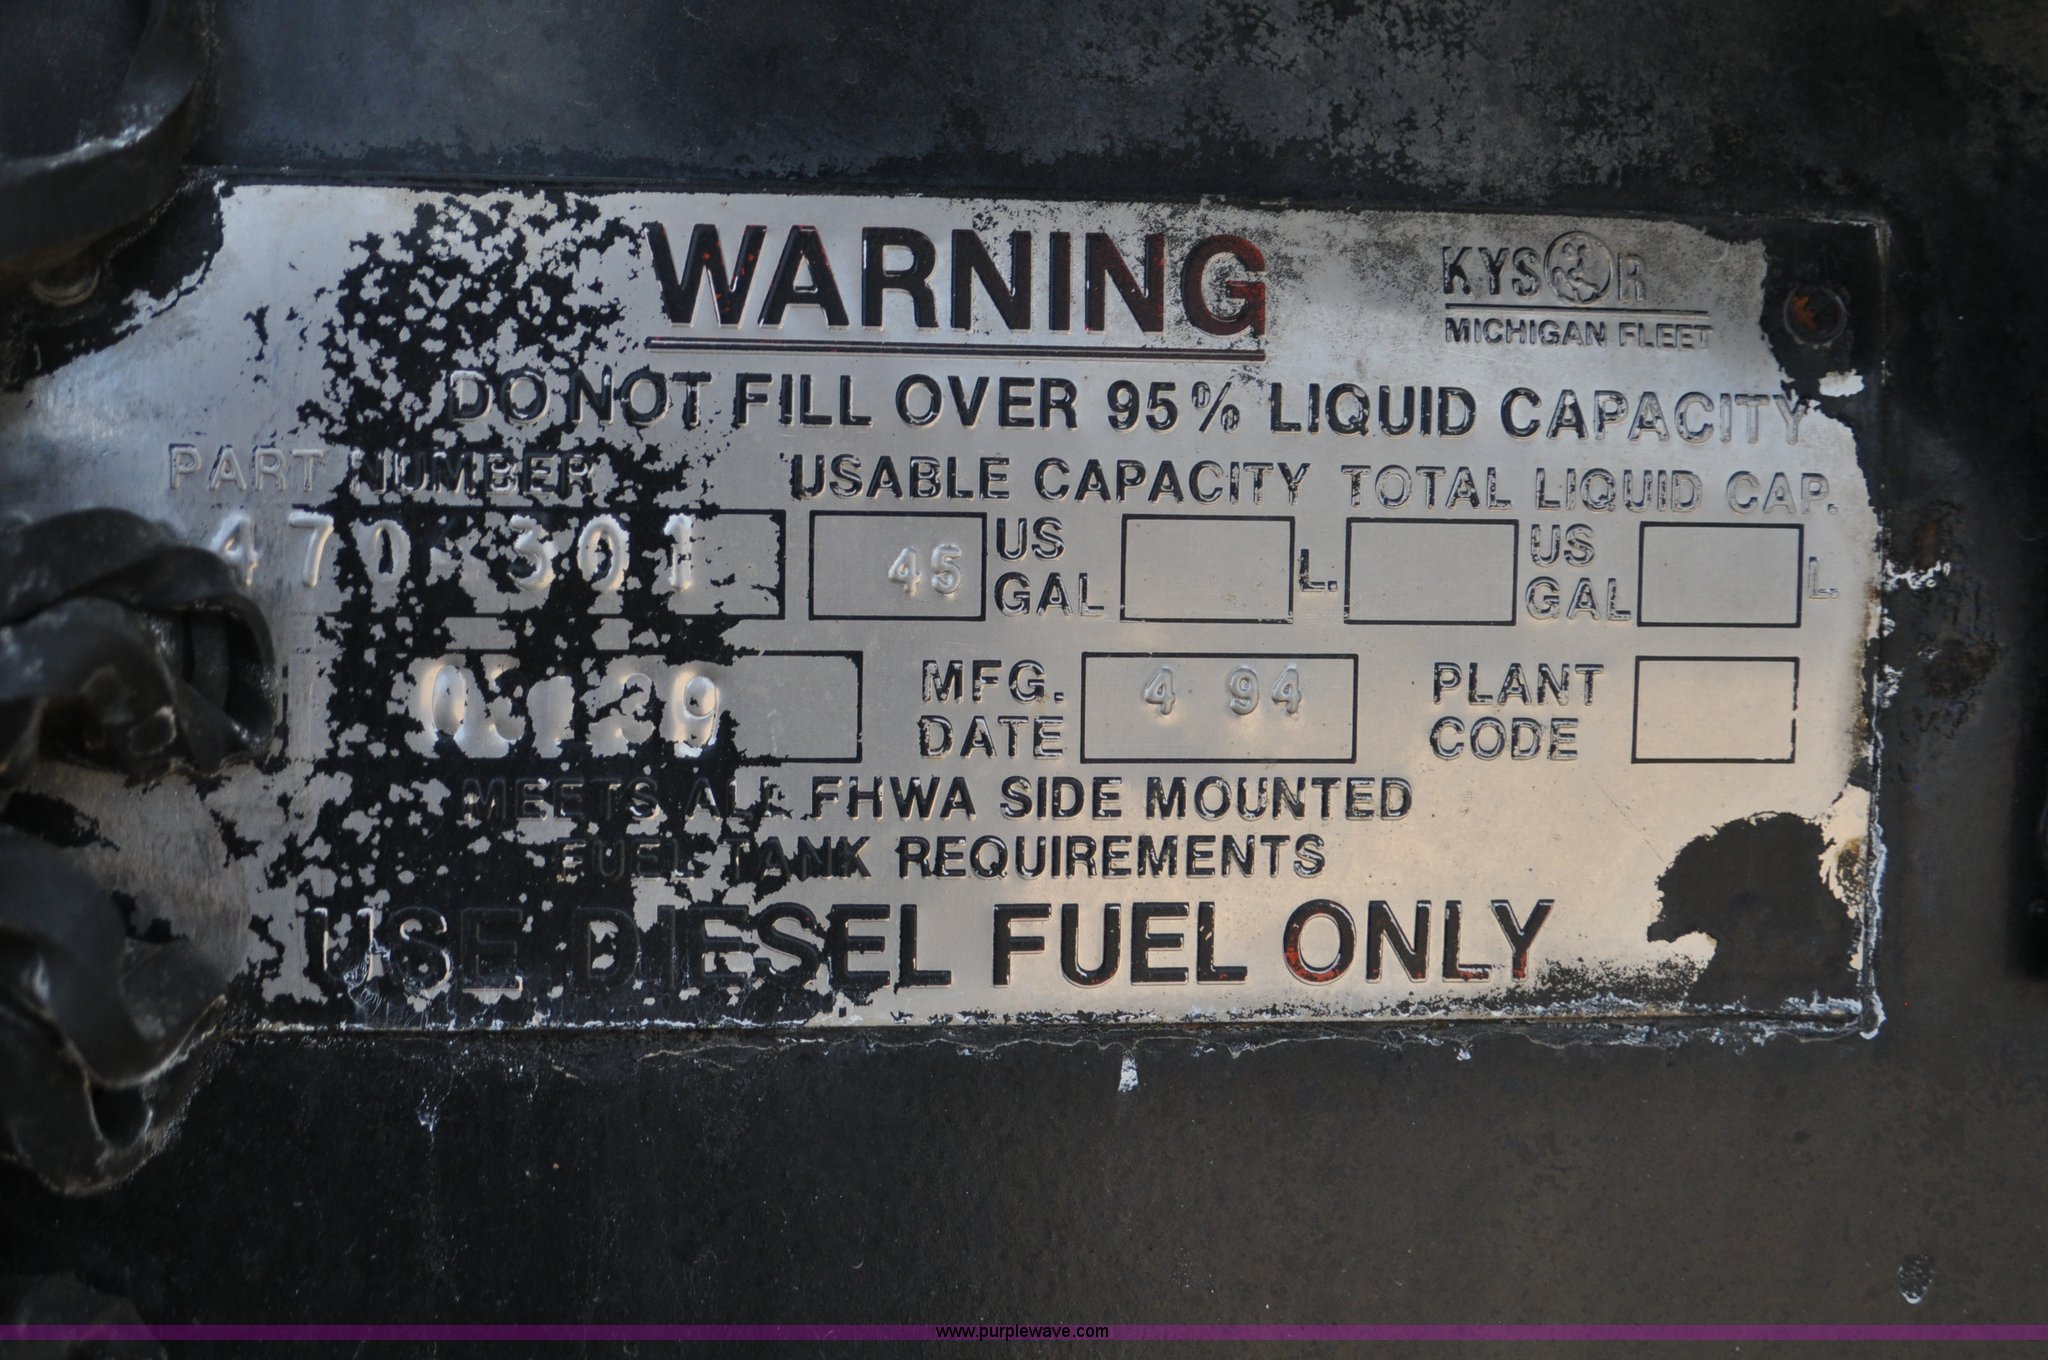 WARNING
KYSOR
MICHIGAN FLEET
DO NOT FILL OVER 95% LIQUID CAPACITY
PART NUMBER USABLE CAPACITY TOTAL LIQUID CAP.
470 301 45 US GAL L. US GAL L.
MFG. DATE 4 94 PLANT CODE
MEETS ALL FHWA SIDE MOUNTED
FUEL TANK REQUIREMENTS
USE DIESEL FUEL ONLY
www.purplewave.com